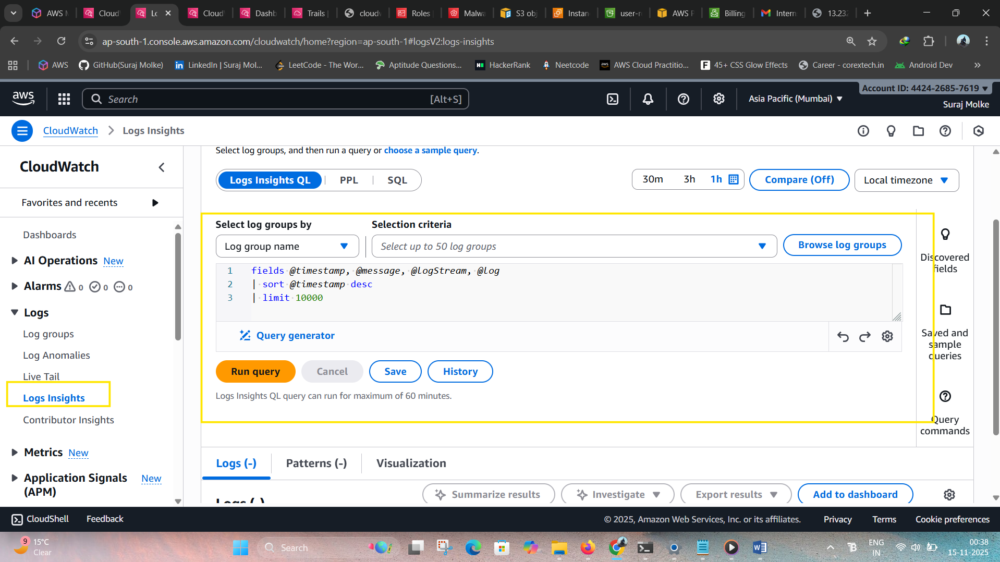 AWS M
Cloud
Lo
Cloud
Dashb
Trails
cloudv
Roles
Malwa
S3 obj
Instan
user-r
AWS P
Billing
Intern
13.232
ap-south-1.console.aws.amazon.com/cloudwatch/home?region=ap-south-1#logsV2:logs-insights
AWS
GitHub(Suraj Molke)
LinkedIn | Suraj Mol...
LeetCode - The Wor...
Aptitude Questions...
HackerRank
Neetcode
AWS Cloud Practitio...
45+ CSS Glow Effects
Career - corextech.in
Android Dev
aws
Search
[Alt+S]
Asia Pacific (Mumbai)
Account ID: 4424-2685-7619
Suraj Molke
CloudWatch
Logs Insights
CloudWatch
Favorites and recents
Dashboards
AI Operations New
Alarms 0 0 0
Logs
Log groups
Log Anomalies
Live Tail
Logs Insights
Contributor Insights
Metrics New
Application Signals New
(APM)
Select log groups, and then run a query or choose a sample query.
Logs Insights QL
PPL
SQL
30m
3h
1h
Compare (Off)
Local timezone
Select log groups by
Selection criteria
Log group name
Select up to 50 log groups
Browse log groups
1 fields @timestamp, @message, @logStream, @log
2 | sort @timestamp desc
3 | limit 10000
Query generator
Run query
Cancel
Save
History
Logs Insights QL query can run for maximum of 60 minutes.
Discovered
fields
Saved and
sample
queries
Query
commands
Logs (-)
Patterns (-)
Visualization
Logs (-)
Summarize results
Investigate
Export results
Add to dashboard
CloudShell
Feedback
© 2025, Amazon Web Services, Inc. or its affiliates.
Privacy
Terms
Cookie preferences
9
15°C
Clear
Search
ENG
IN
00:38
15-11-2025